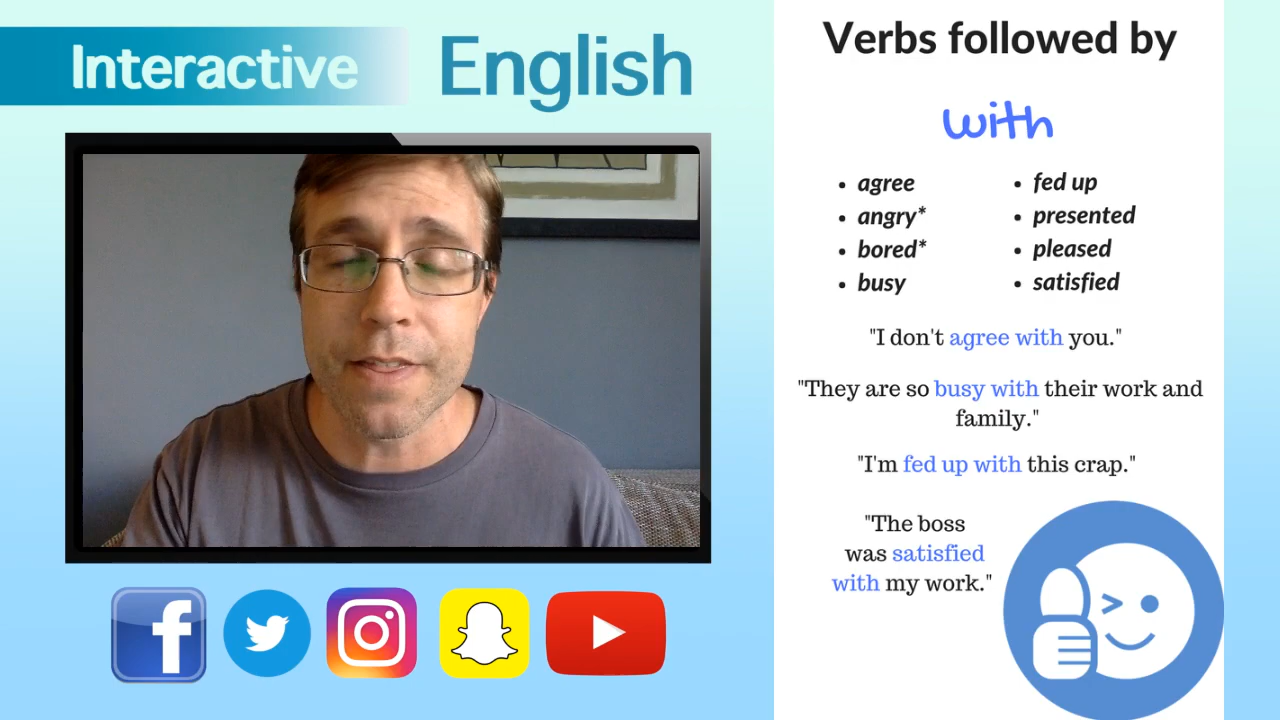 Interactive English
Verbs followed by
with
• agree
• angry*
• bored*
• busy
• fed up
• presented
• pleased
• satisfied
"I don't agree with you."
"They are so busy with their work and
family."
"I'm fed up with this crap."
"The boss
was satisfied
with my work."